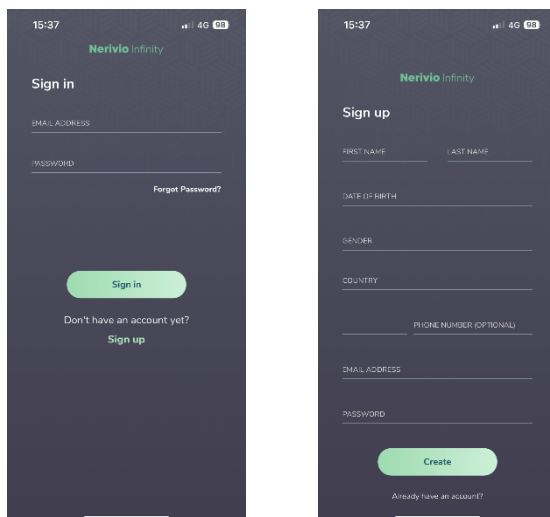 15:37 4G 98
Nerivio Infinity
Sign in
EMAIL ADDRESS
PASSWORD
Forgot Password?
Sign in
Don't have an account yet?
Sign up
15:37 4G 98
Nerivio Infinity
Sign up
FIRST NAME LAST NAME
DATE OF BIRTH
GENDER
COUNTRY
PHONE NUMBER (OPTIONAL)
EMAIL ADDRESS
PASSWORD
Create
Already have an account?